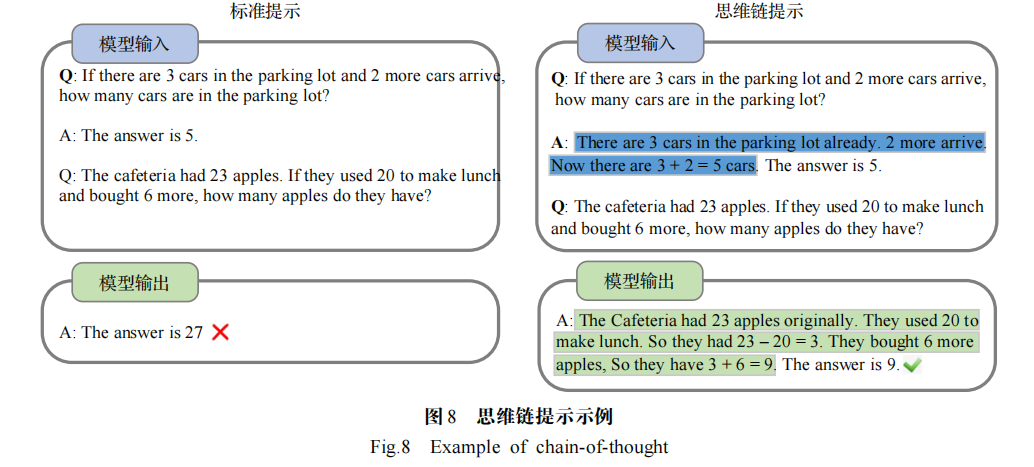 标准提示
模型输入
Q: If there are 3 cars in the parking lot and 2 more cars arrive,
how many cars are in the parking lot?
A: The answer is 5.
Q: The cafeteria had 23 apples. If they used 20 to make lunch
and bought 6 more, how many apples do they have?
模型输出
A: The answer is 27
思维链提示
模型输入
Q: If there are 3 cars in the parking lot and 2 more cars arrive,
how many cars are in the parking lot?
A: There are 3 cars in the parking lot already. 2 more arrive.
Now there are 3 + 2 = 5 cars. The answer is 5.
Q: The cafeteria had 23 apples. If they used 20 to make lunch
and bought 6 more, how many apples do they have?
模型输出
A: The Cafeteria had 23 apples originally. They used 20 to
make lunch. So they had 23 – 20 = 3. They bought 6 more
apples, So they have 3 + 6 = 9. The answer is 9.
图 8 思维链提示示例
Fig.8 Example of chain-of-thought